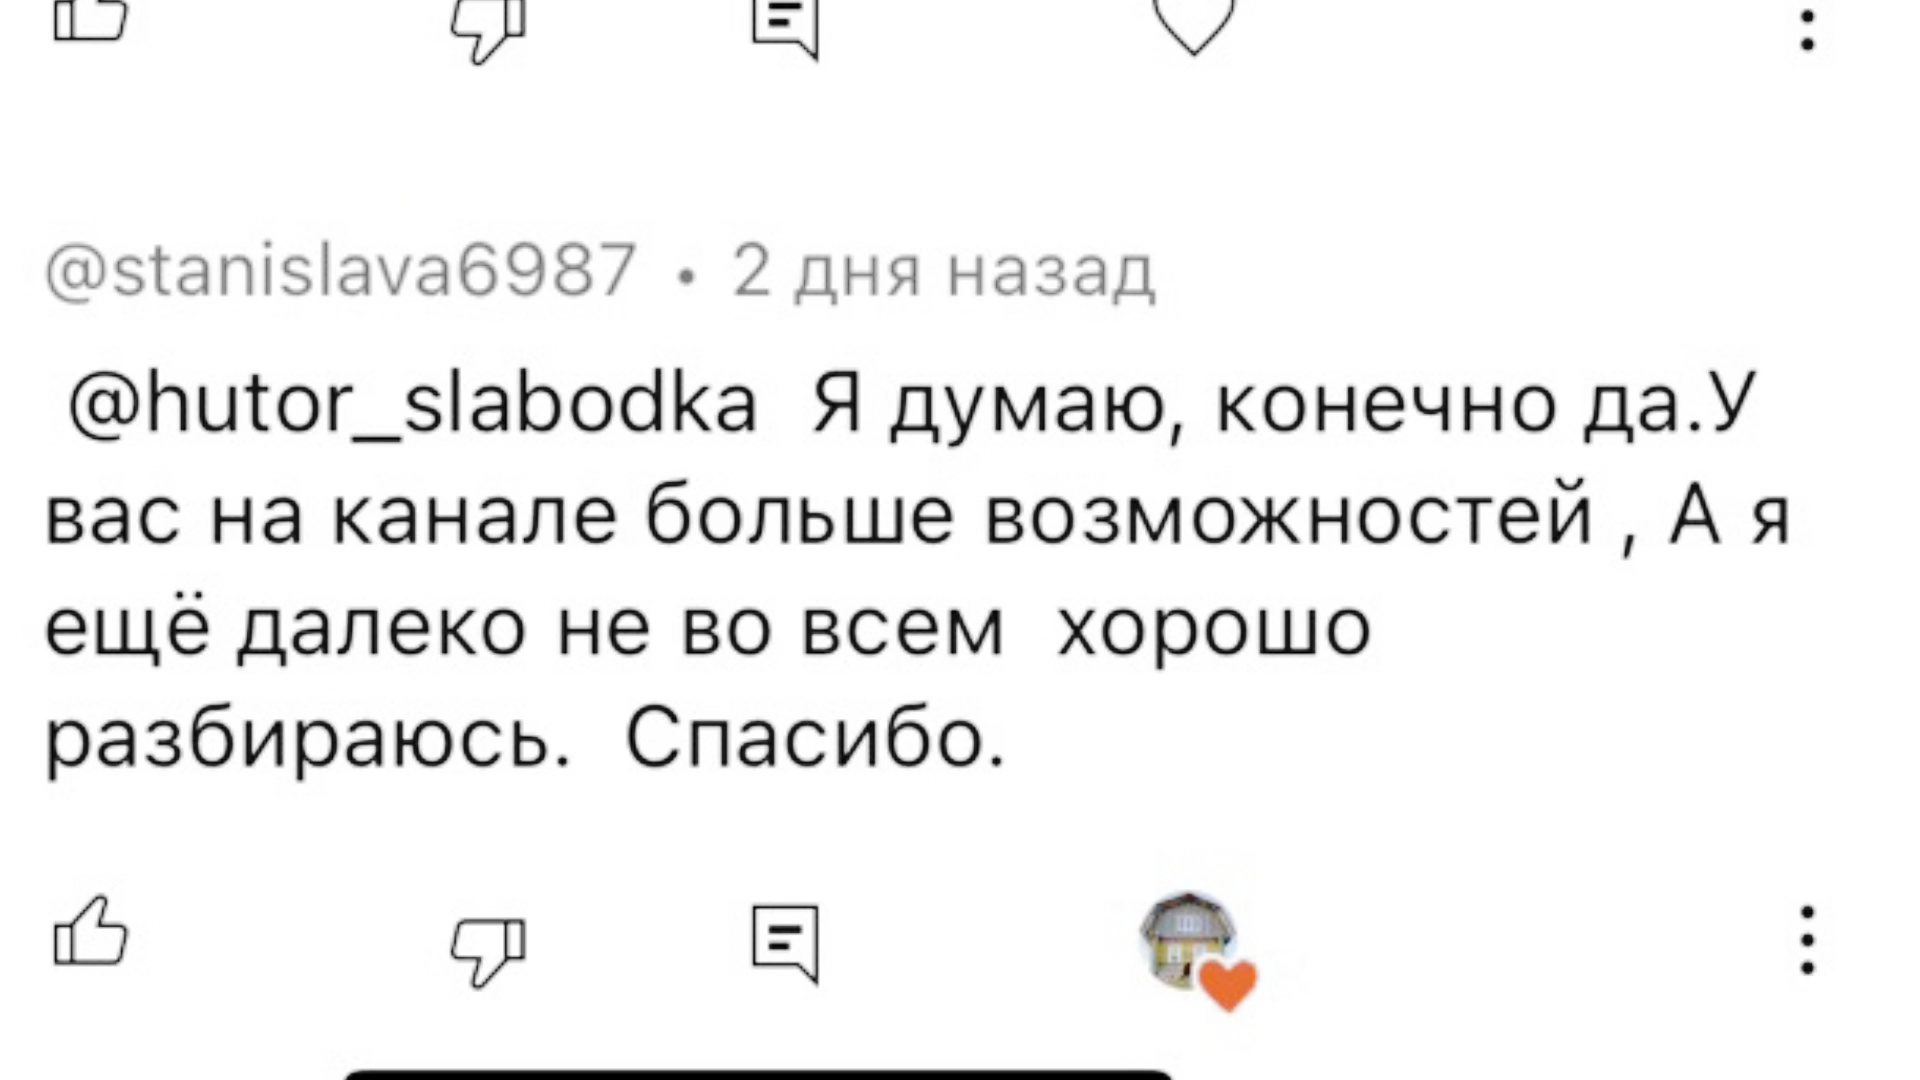 @stanislava6987 • 2 дня назад
@hutor_slabodka  Я думаю, конечно да.У
вас на канале больше возможностей , А я
ещё далеко не во всем  хорошо
разбираюсь.  Спасибо.